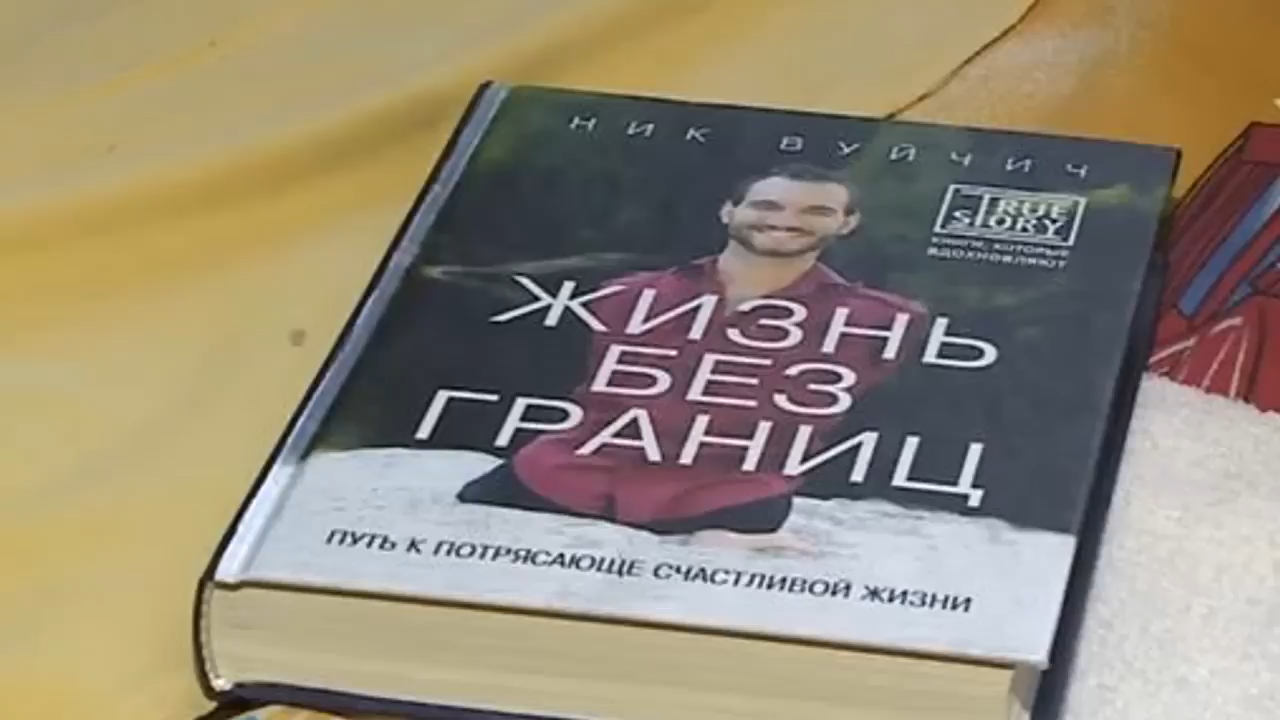 НИК ВУЙЧИЧ
TRUE
STORY
КНИГИ, КОТОРЫЕ
ВДОХНОВЛЯЮТ
ЖИЗНЬ
БЕЗ
ГРАНИЦ
ПУТЬ К ПОТРЯСАЮЩЕ СЧАСТЛИВОЙ ЖИЗНИ